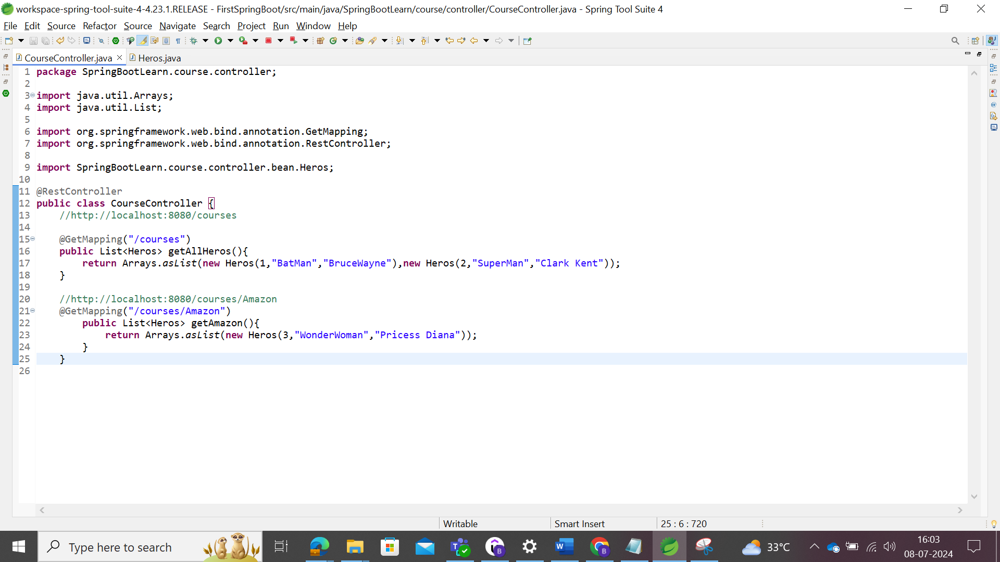 workspace-spring-tool-suite-4-4.23.1.RELEASE - FirstSpringBoot/src/main/java/SpringBootLearn/course/controller/CourseController.java - Spring Tool Suite 4
File Edit Source Refactor Source Navigate Search Project Run Window Help
CourseController.java Heros.java
1 package SpringBootLearn.course.controller;
2
3 import java.util.Arrays;
4 import java.util.List;
5
6 import org.springframework.web.bind.annotation.GetMapping;
7 import org.springframework.web.bind.annotation.RestController;
8
9 import SpringBootLearn.course.controller.bean.Heros;
10
11 @RestController
12 public class CourseController {
13     //http://localhost:8080/courses
14
15     @GetMapping("/courses")
16     public List<Heros> getAllHeros(){
17         return Arrays.asList(new Heros(1,"BatMan","BruceWayne"),new Heros(2,"SuperMan","Clark Kent"));
18     }
19
20     //http://localhost:8080/courses/Amazon
21     @GetMapping("/courses/Amazon")
22         public List<Heros> getAmazon(){
23             return Arrays.asList(new Heros(3,"WonderWoman","Pricess Diana"));
24         }
25     }
26
Writable Smart Insert 25 : 6 : 720
Type here to search
33°C
16:03
08-07-2024